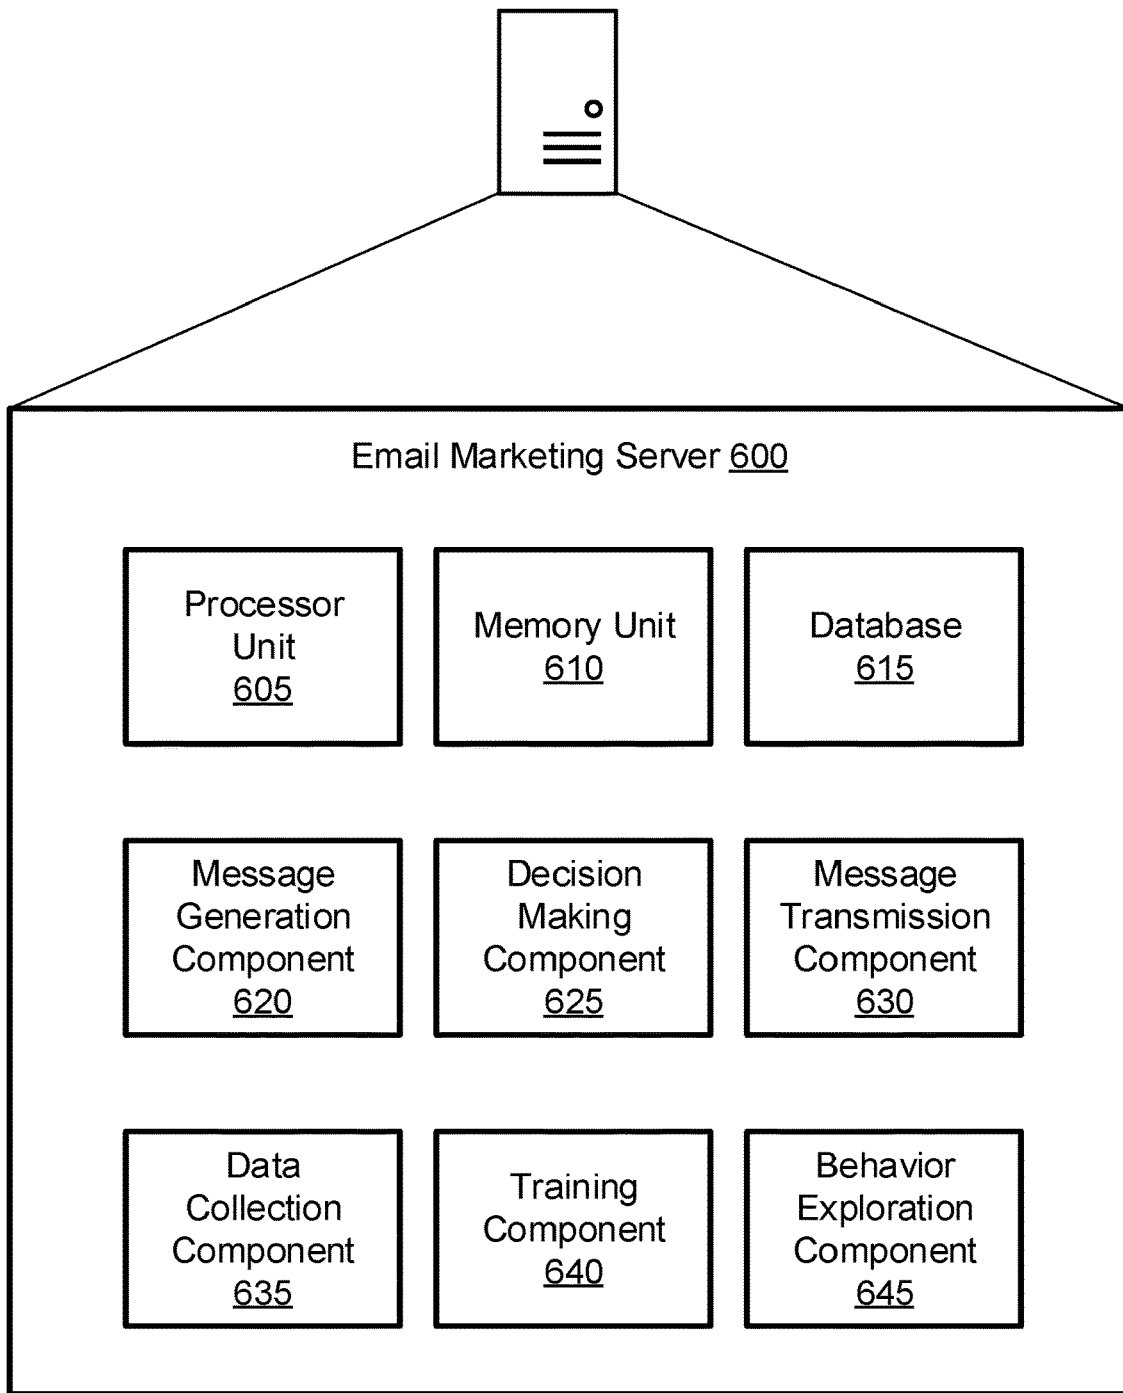 Email Marketing Server 600
Processor
Unit
605
Memory Unit
610
Database
615
Message
Generation
Component
620
Decision
Making
Component
625
Message
Transmission
Component
630
Data
Collection
Component
635
Training
Component
640
Behavior
Exploration
Component
645